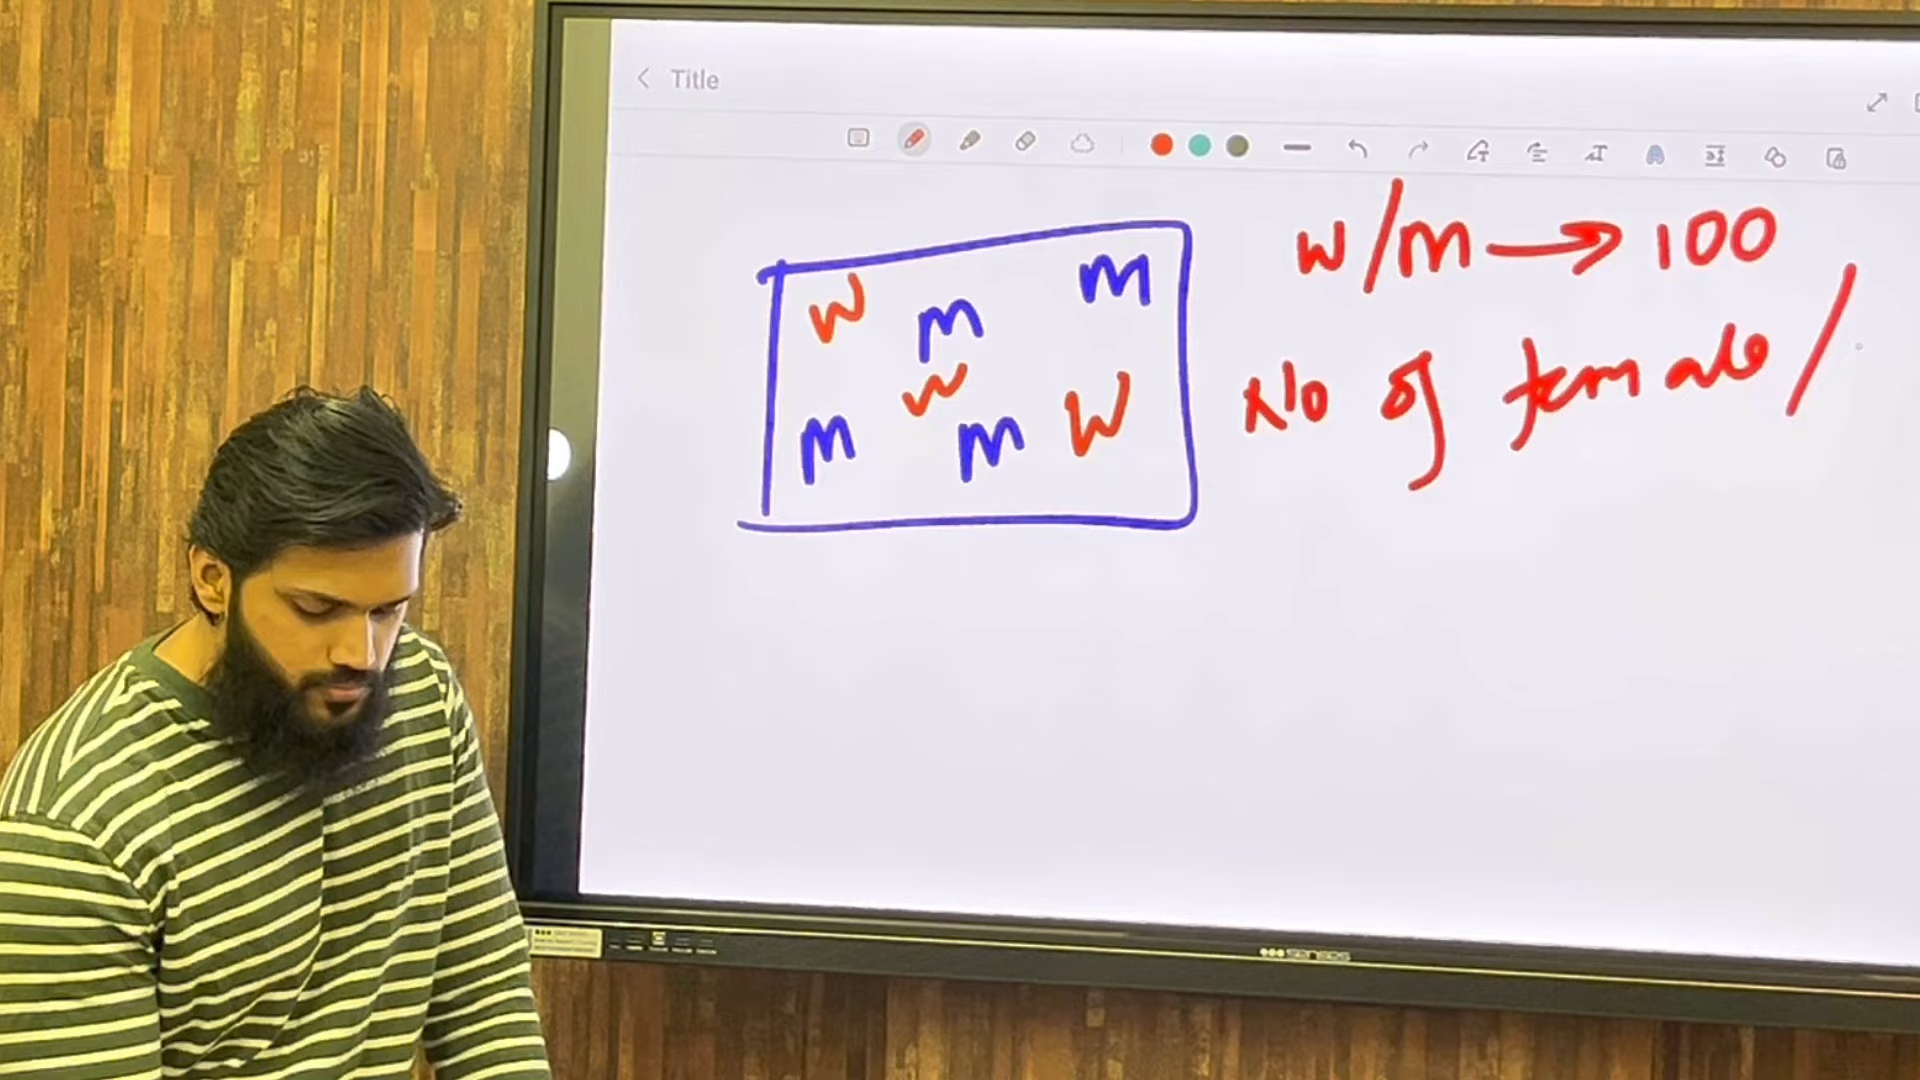 Title
W/m → 100
W m m
No of female/
W
m m W